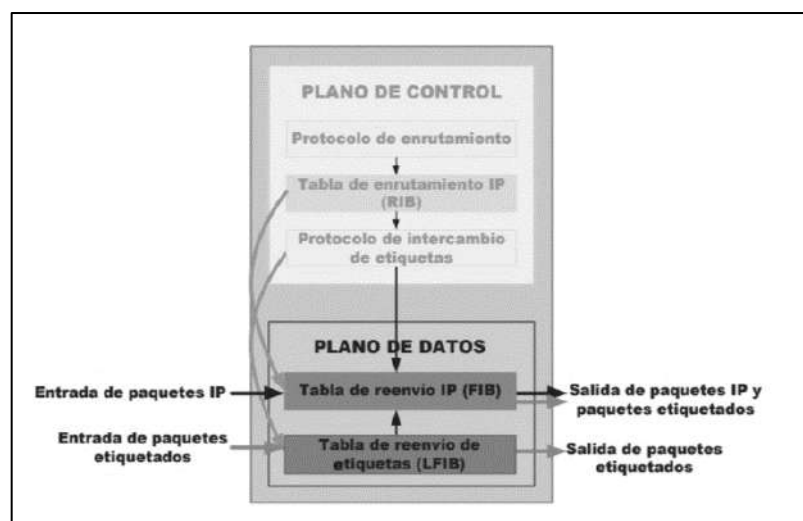 PLANO DE CONTROL
Protocolo de enrutamiento
Tabla de enrutamiento IP
(RIB)
Protocolo de intercambio
de etiquetas
PLANO DE DATOS
Entrada de paquetes IP
Tabla de reenvio IP (FIB)
Salida de paquetes IP y
paquetes etiquetados
Entrada de paquetes
etiquetados
Tabla de reenvio de
etiquetas (LFIB)
Salida de paquetes
etiquetados